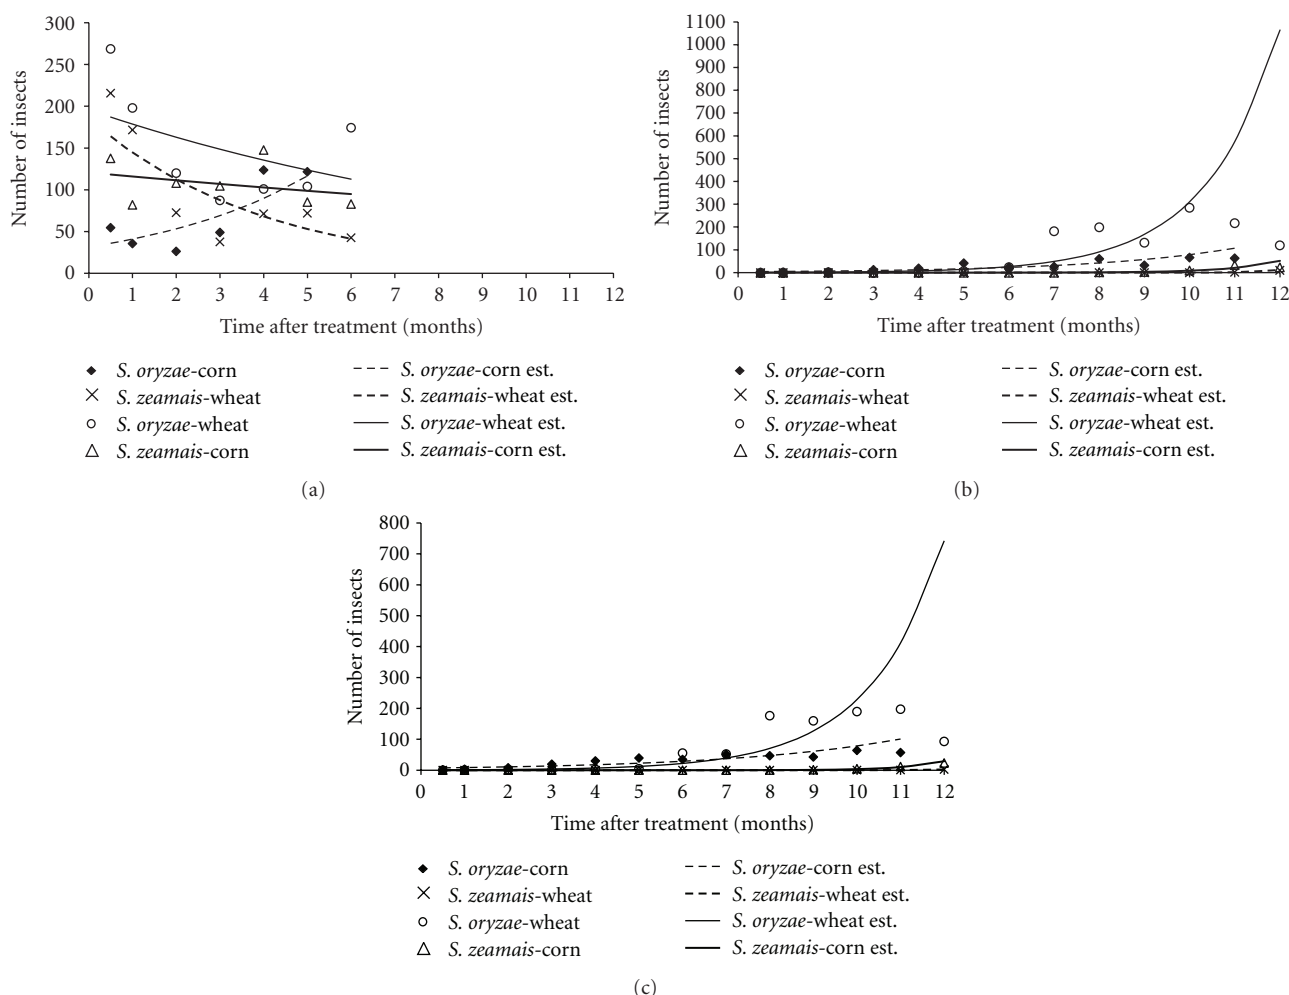 300
250
200
150
100
50
0
Number of insects
0 1 2 3 4 5 6 7 8 9 10 11 12
Time after treatment (months)
S. oryzae-corn
S. zeamais-wheat
S. oryzae-wheat
S. zeamais-corn
S. oryzae-corn est.
S. zeamais-wheat est.
S. oryzae-wheat est.
S. zeamais-corn est.
(a)
1100
1000
900
800
700
600
500
400
300
200
100
0
Number of insects
0 1 2 3 4 5 6 7 8 9 10 11 12
Time after treatment (months)
S. oryzae-corn
S. zeamais-wheat
S. oryzae-wheat
S. zeamais-corn
S. oryzae-corn est.
S. zeamais-wheat est.
S. oryzae-wheat est.
S. zeamais-corn est.
(b)
800
700
600
500
400
300
200
100
0
Number of insects
0 1 2 3 4 5 6 7 8 9 10 11 12
Time after treatment (months)
S. oryzae-corn
S. zeamais-wheat
S. oryzae-wheat
S. zeamais-corn
S. oryzae-corn est.
S. zeamais-wheat est.
S. oryzae-wheat est.
S. zeamais-corn est.
(c)